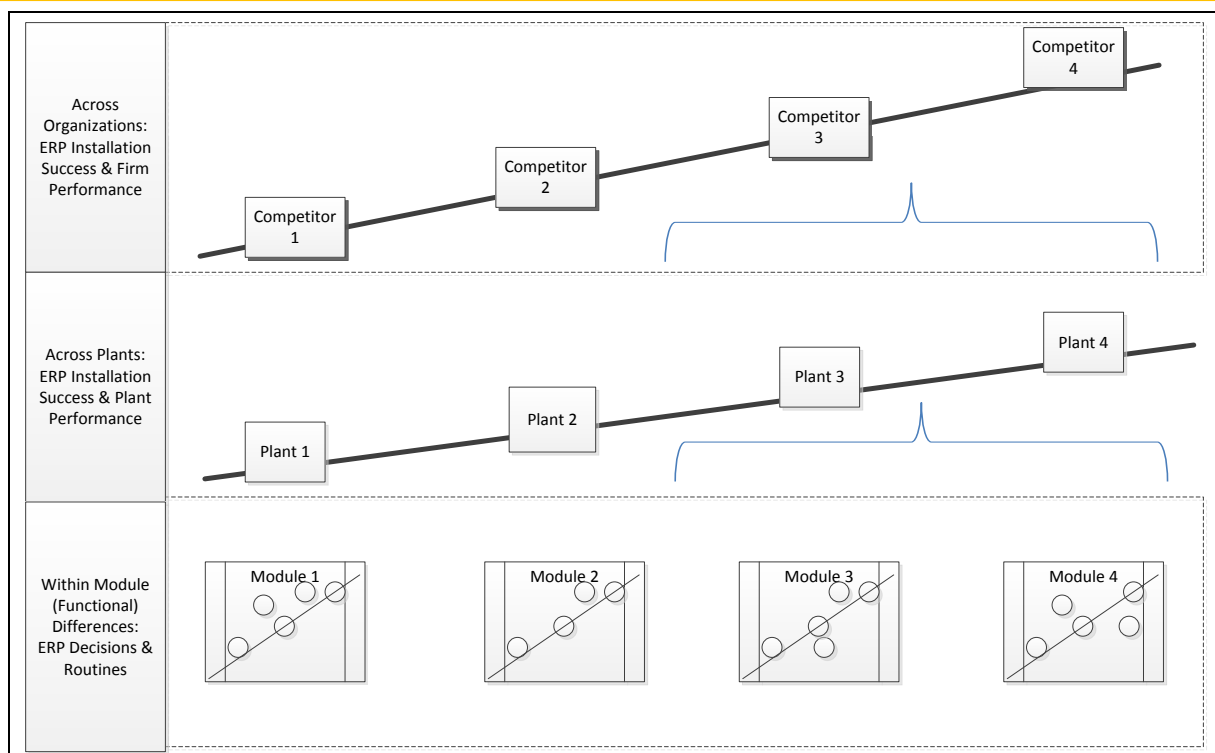 Across
Organizations:
ERP Installation
Success & Firm
Performance
Competitor
1
Competitor
2
Competitor
3
Competitor
4
Across Plants:
ERP Installation
Success & Plant
Performance
Plant 1
Plant 2
Plant 3
Plant 4
Within Module
(Functional)
Differences:
ERP Decisions &
Routines
Module 1
Module 2
Module 3
Module 4